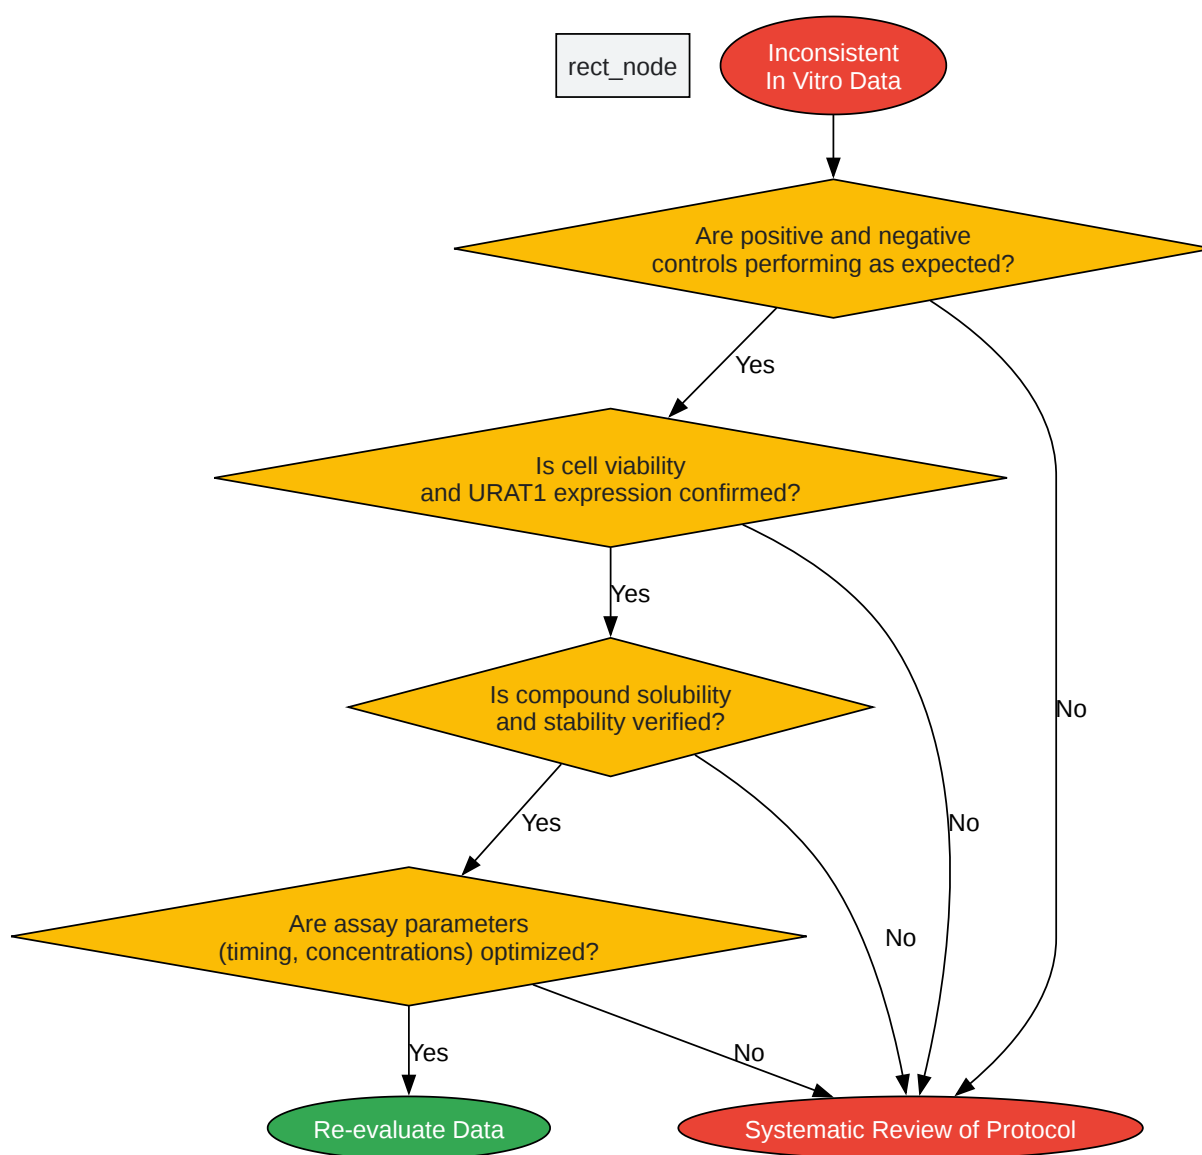 rect_node
Inconsistent
In Vitro Data
Are positive and negative
controls performing as expected?
Yes
Is cell viability
and URAT1 expression confirmed?
Yes
Is compound solubility
and stability verified?
No
Yes
No
Are assay parameters
(timing, concentrations) optimized?
No
Yes
No
Re-evaluate Data
Systematic Review of Protocol